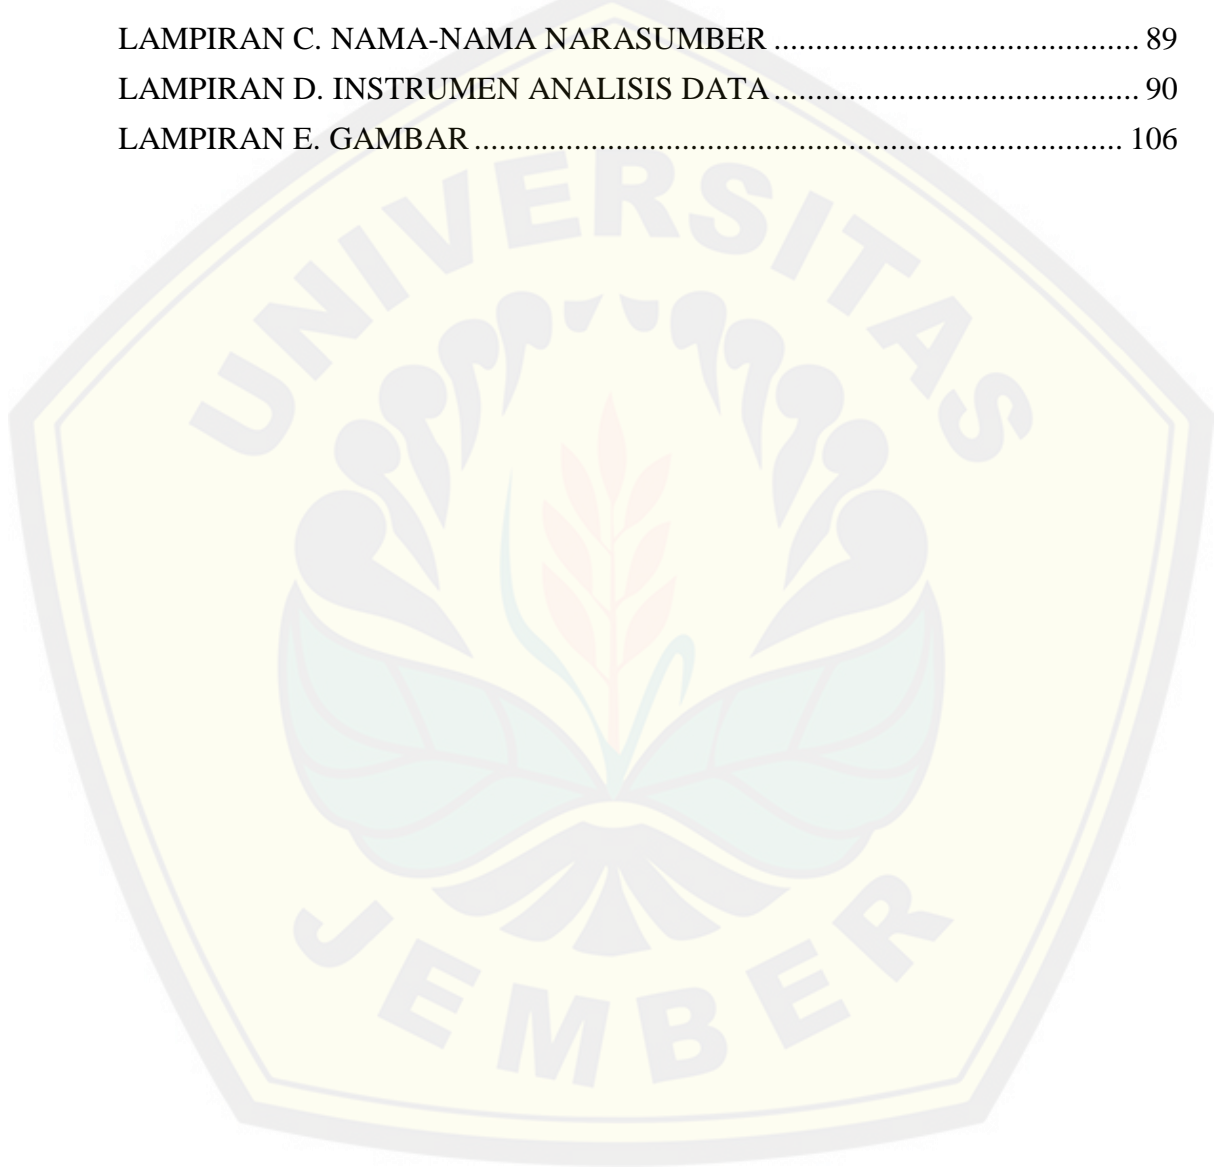 LAMPIRAN C. NAMA-NAMA NARASUMBER ............................................ 89
LAMPIRAN D. INSTRUMEN ANALISIS DATA ............................................ 90
LAMPIRAN E. GAMBAR .............................................................................. 106
UNIVERSITAS
JEMBER